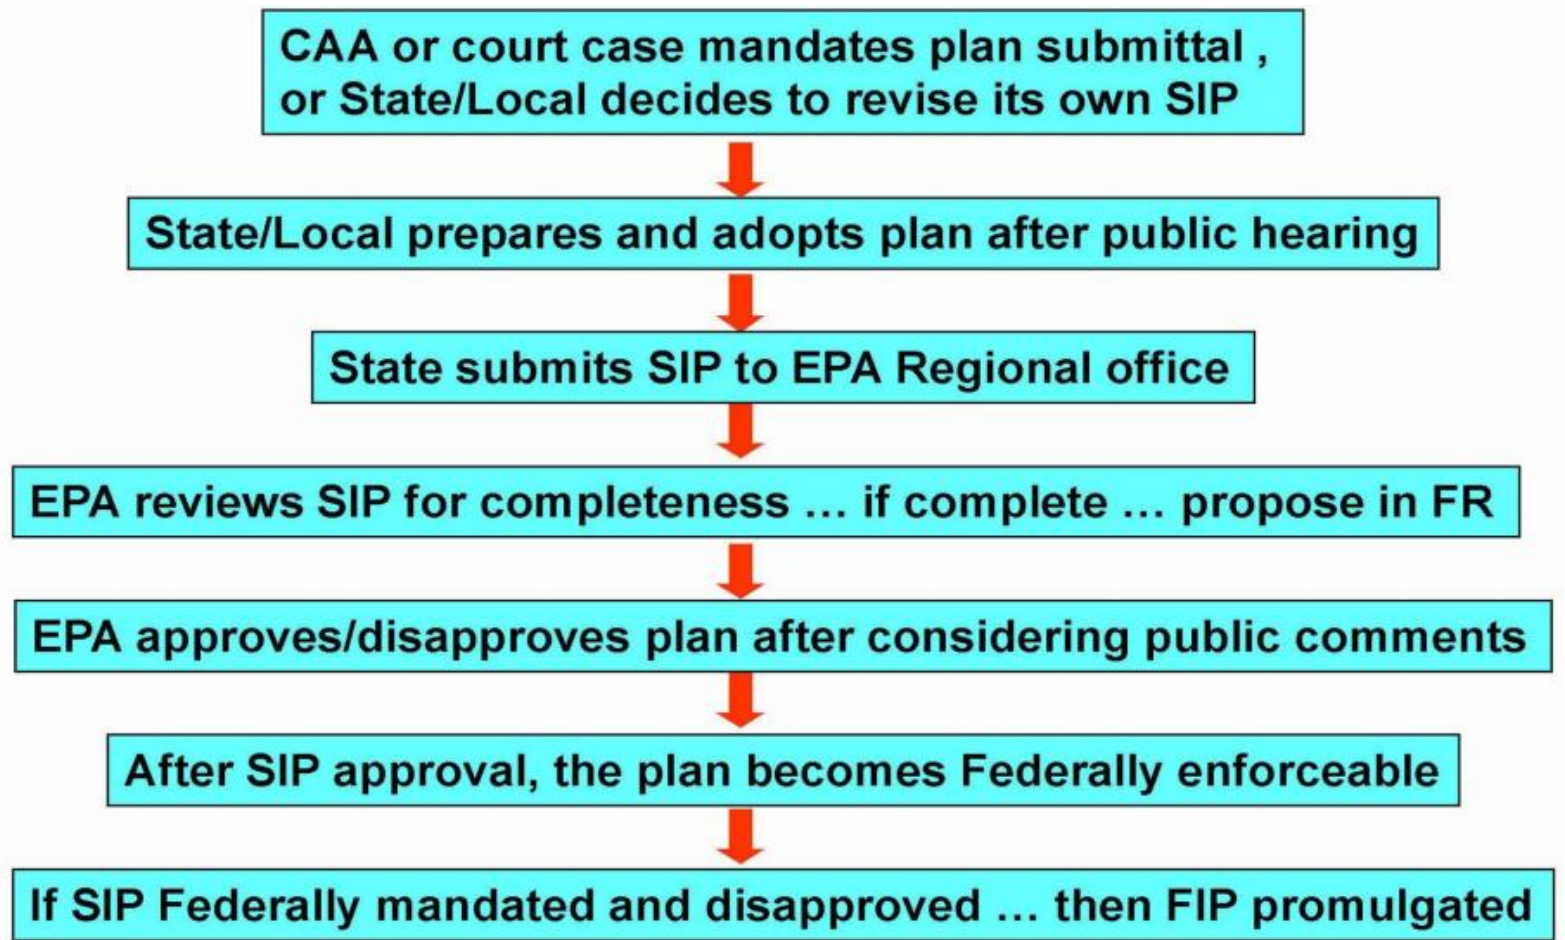 CAA or court case mandates plan submittal ,
or State/Local decides to revise its own SIP
State/Local prepares and adopts plan after public hearing
State submits SIP to EPA Regional office
EPA reviews SIP for completeness … if complete … propose in FR
EPA approves/disapproves plan after considering public comments
After SIP approval, the plan becomes Federally enforceable
If SIP Federally mandated and disapproved … then FIP promulgated